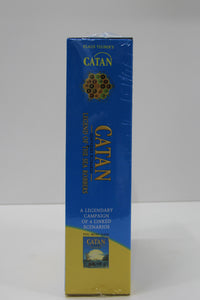 KLAUS TEUBER'S
CATAN
CATAN
LEGEND OF THE SEA ROBBERS
A LEGENDARY
CAMPAIGN
OF 4 LINKED
SCENARIOS
CATAN